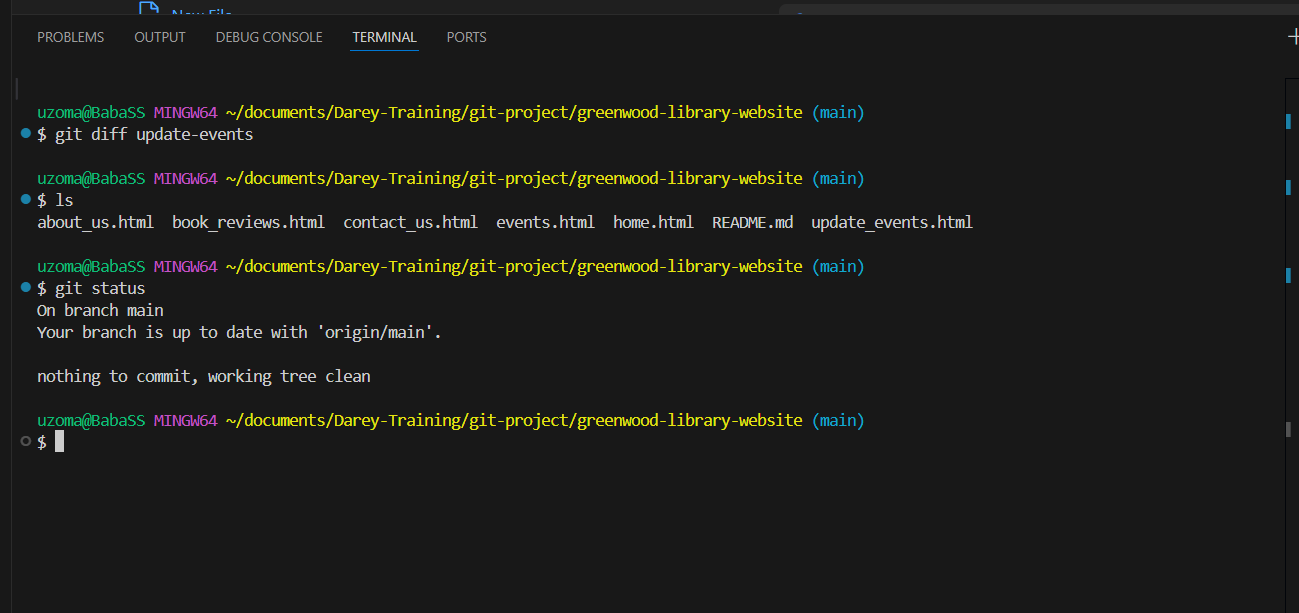 New File
PROBLEMS OUTPUT DEBUG CONSOLE TERMINAL PORTS
uzoma@BabaSS MINGW64 ~/documents/Darey-Training/git-project/greenwood-library-website (main)
$ git diff update-events
uzoma@BabaSS MINGW64 ~/documents/Darey-Training/git-project/greenwood-library-website (main)
$ ls
about_us.html book_reviews.html contact_us.html events.html home.html README.md update_events.html
uzoma@BabaSS MINGW64 ~/documents/Darey-Training/git-project/greenwood-library-website (main)
$ git status
On branch main
Your branch is up to date with 'origin/main'.
nothing to commit, working tree clean
uzoma@BabaSS MINGW64 ~/documents/Darey-Training/git-project/greenwood-library-website (main)
$